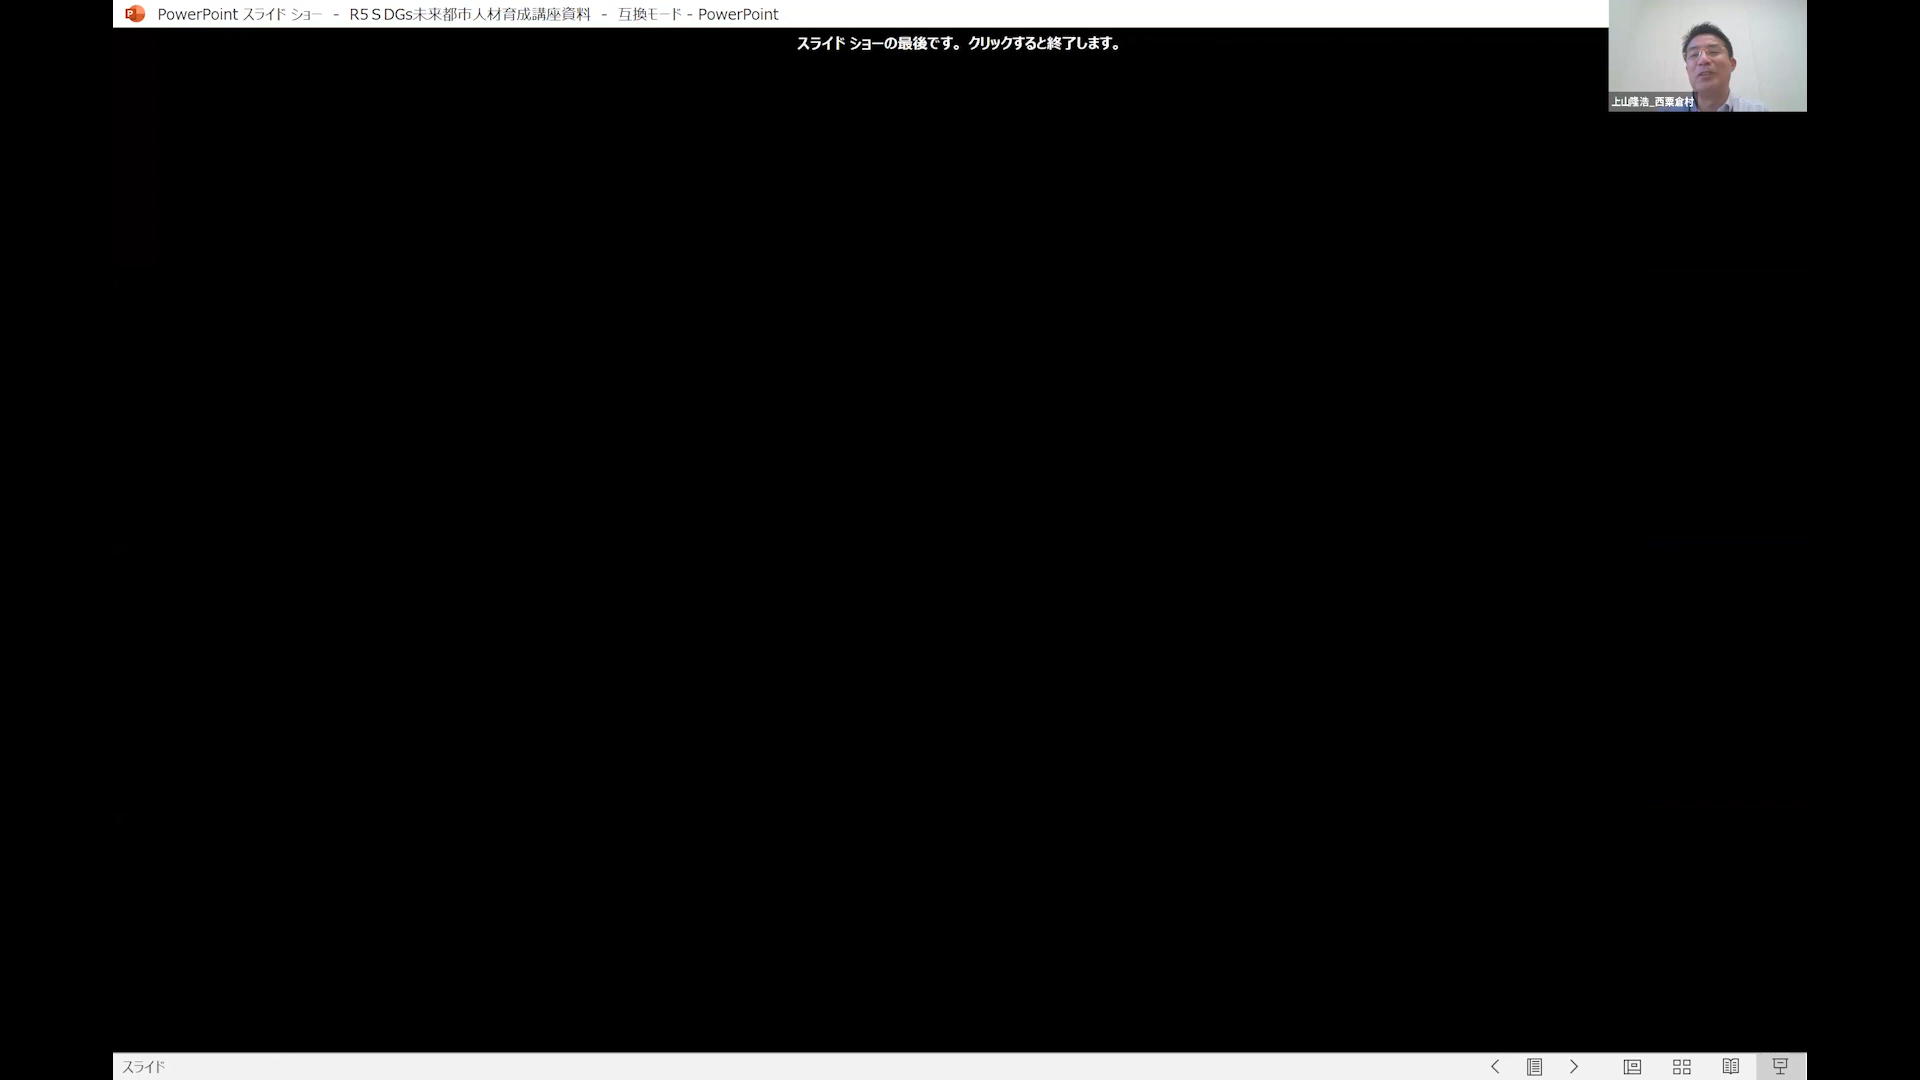 PowerPoint スライド ショー - R5ＳDGs未来都市人材育成講座資料 - 互換モード - PowerPoint
スライド ショーの最後です。クリックすると終了します。
上山隆浩_西粟倉村
スライド